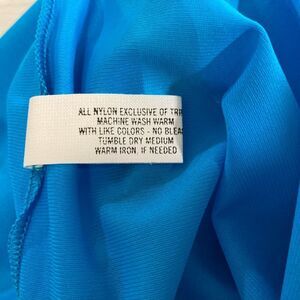 ALL NYLON EXCLUSIVE OF TRI
MACHINE WASH WARM
WITH LIKE COLORS - NO BLEA
TUMBLE DRY MEDIUM
WARM IRON, IF NEEDED